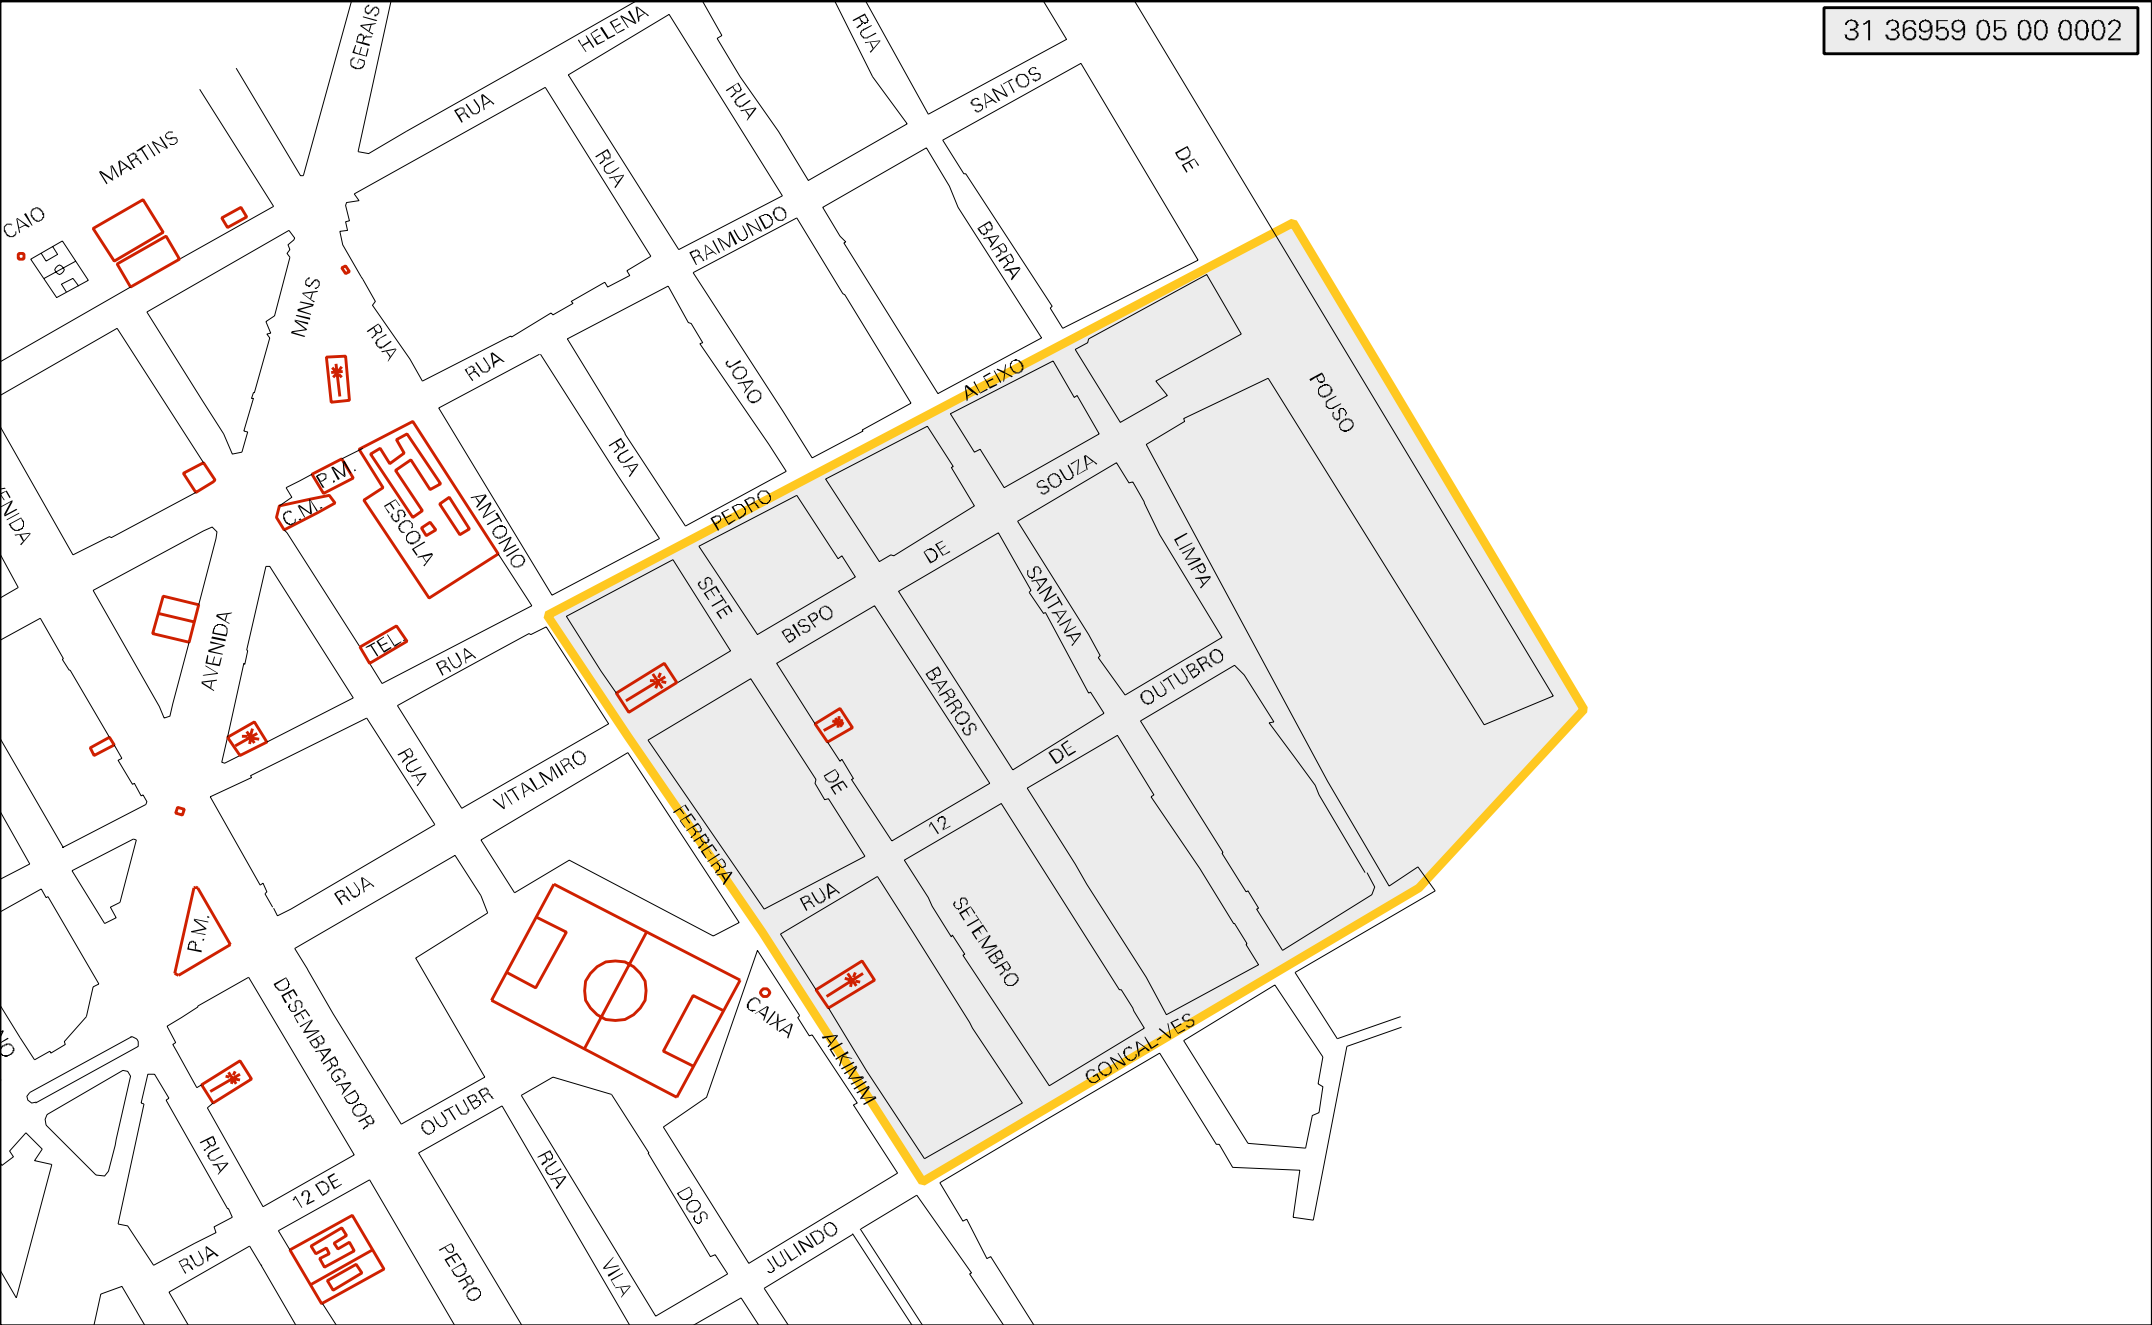 31 36959 05 00 0002
GERAIS
HELENA
RUA
RUA
RUA
SANTOS
RUA
MARTINS
DE
CAIO
RAIMUNDO
BARRA
MINAS
RUA
RUA
JOAO
ALEIXO
POUSO
RUA
P.M.
C.M.
ESCOLA
ANTONIO
PEDRO
SOUZA
DE
LIMPA
SETE
BISPO
SANTANA
AVENIDA
TEL.
RUA
OUTUBRO
BARROS
DE
DE
RUA
VITALMIRO
12
FERREIRA
RUA
RUA
P.M.
SETEMBRO
CAIXA
DESEMBARGADOR
ALKIMIM
GONCAL-VES
OUTUBR
RUA
RUA
12 DE
DOS
JULINDO
RUA
PEDRO
VILA